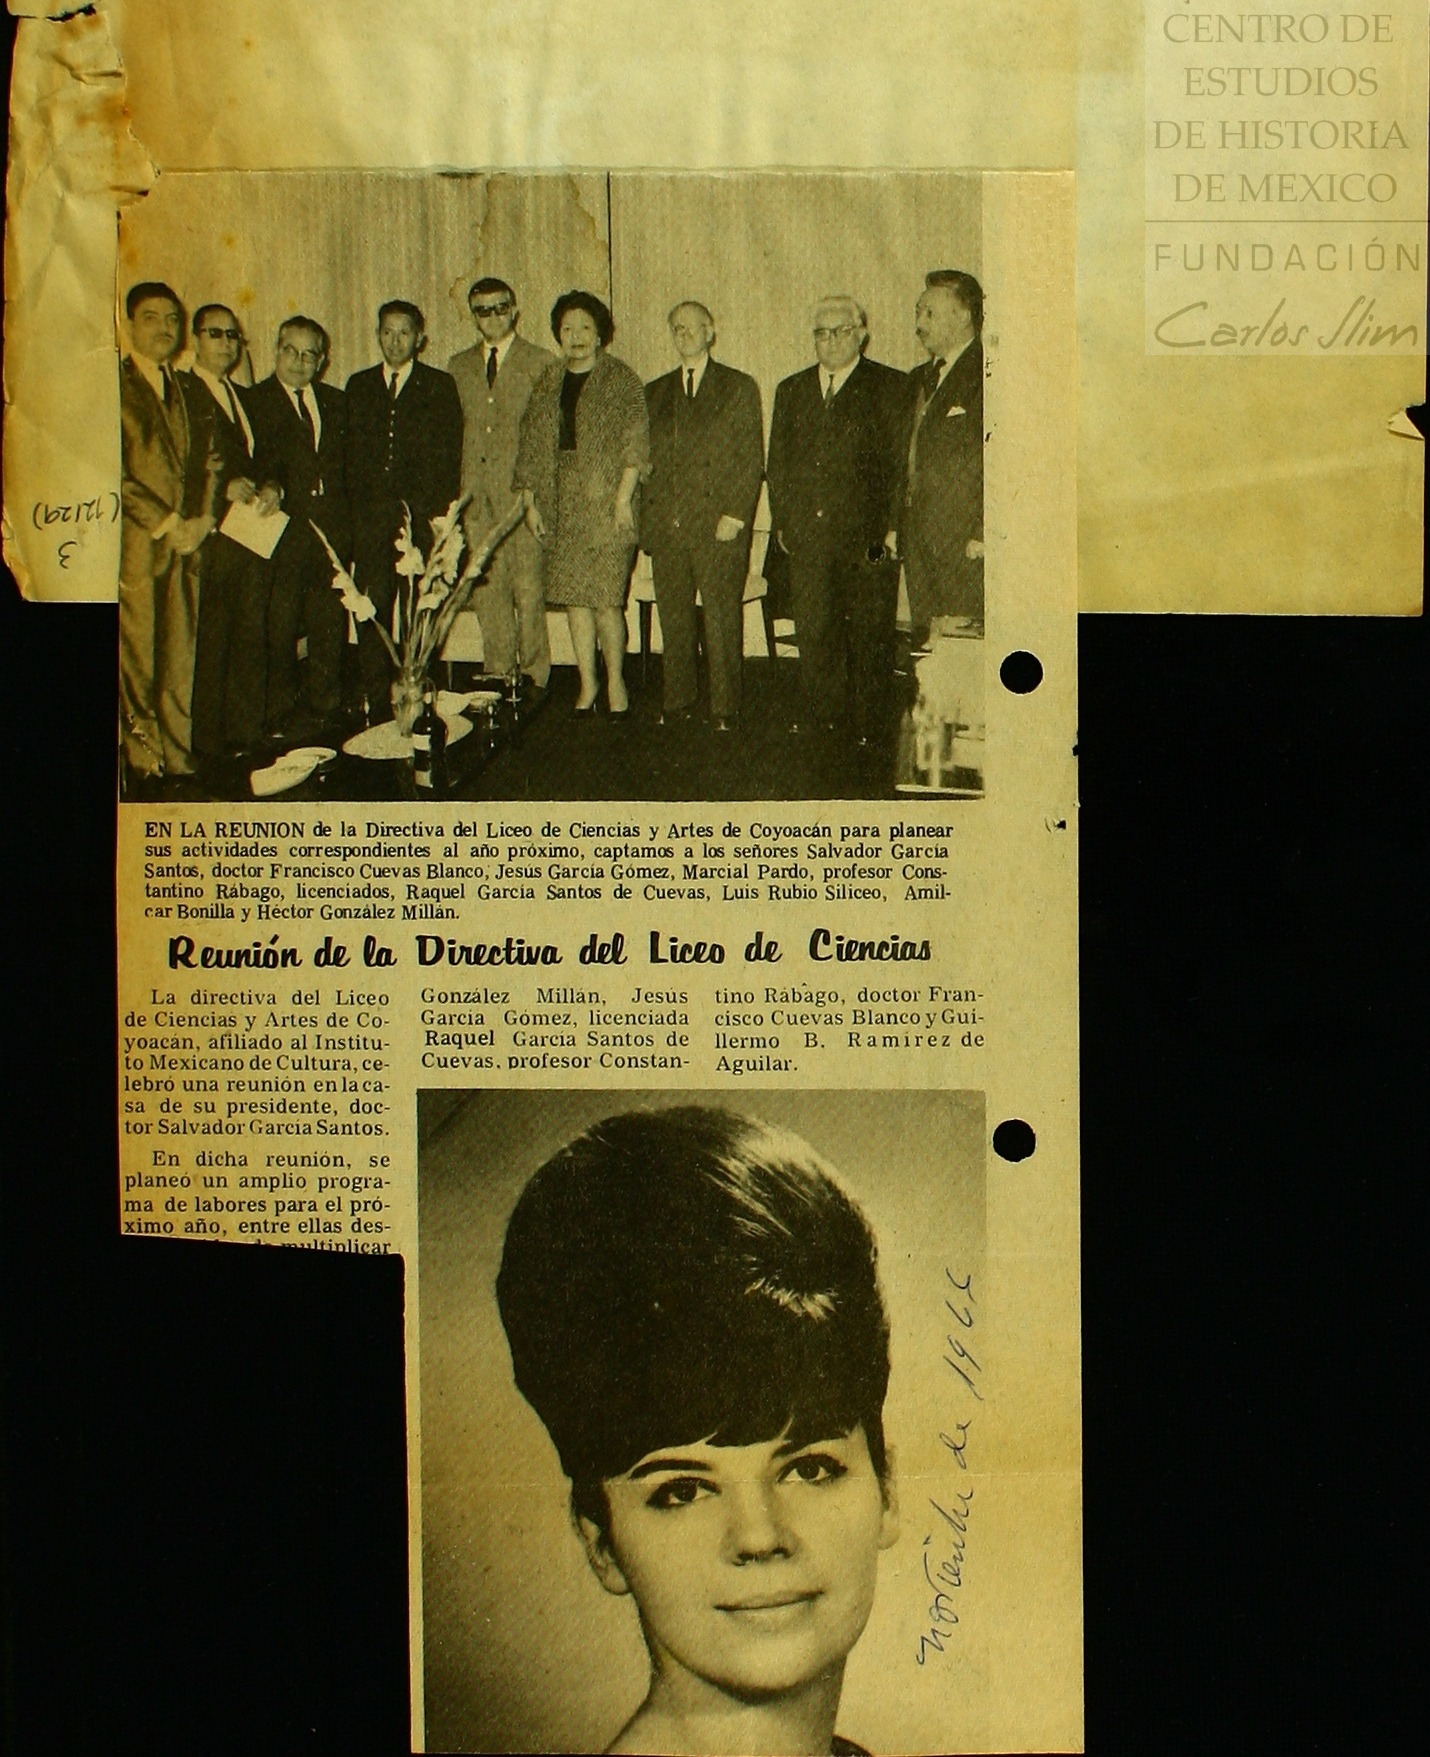 CENTRO DE
ESTUDIOS
DE HISTORIA
DE MEXICO
FUNDACIÓN
Carlos Slim
3
(12129)
EN LA REUNION de la Directiva del Liceo de Ciencias y Artes de Coyoacán para planear
sus actividades correspondientes al año próximo, captamos a los señores Salvador García
Santos, doctor Francisco Cuevas Blanco, Jesús García Gómez, Marcial Pardo, profesor Cons-
tantino Rábago, licenciados, Raquel García Santos de Cuevas, Luis Rubio Siliceo, Amil-
car Bonilla y Héctor González Millán.
Reunión de la Directiva del Liceo de Ciencias
La directiva del Liceo
de Ciencias y Artes de Co-
yoacán, afiliado al Institu-
to Mexicano de Cultura, ce-
lebró una reunión en la ca-
sa de su presidente, doc-
tor Salvador García Santos.
En dicha reunión, se
planeó un amplio progra-
ma de labores para el pró-
ximo año, entre ellas des-
de multiplicar
González Millán, Jesús
García Gómez, licenciada
Raquel García Santos de
Cuevas, profesor Constan-
tino Rábago, doctor Fran-
cisco Cuevas Blanco y Gui-
llermo B. Ramírez de
Aguilar.
de